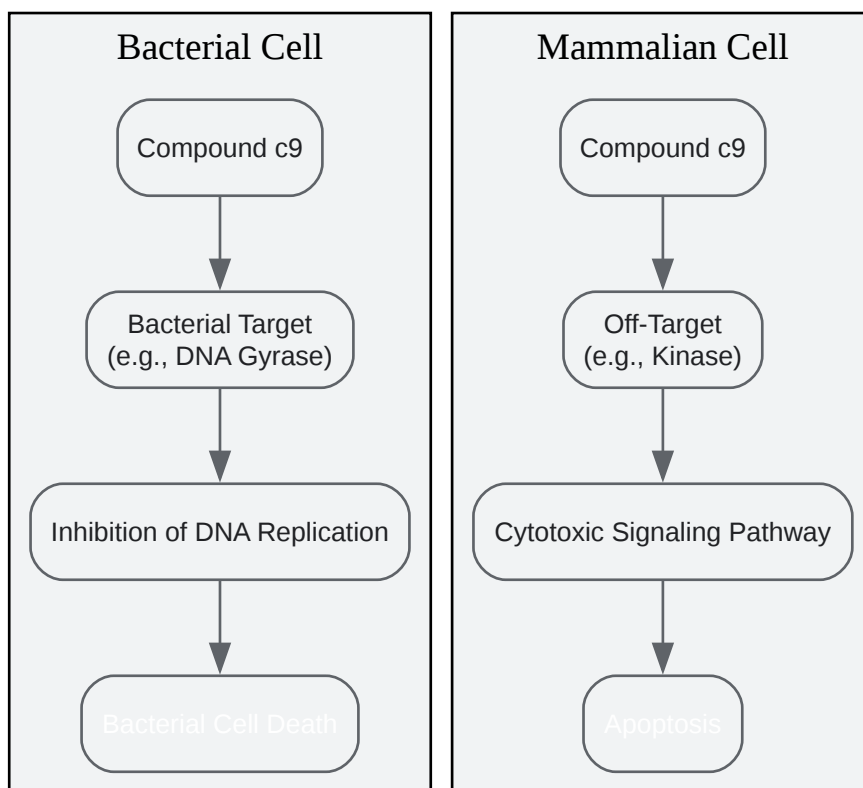 Bacterial Cell
Compound c9
Bacterial Target
(e.g., DNA Gyrase)
Inhibition of DNA Replication
Bacterial Cell Death
Mammalian Cell
Compound c9
Off-Target
(e.g., Kinase)
Cytotoxic Signaling Pathway
Apoptosis